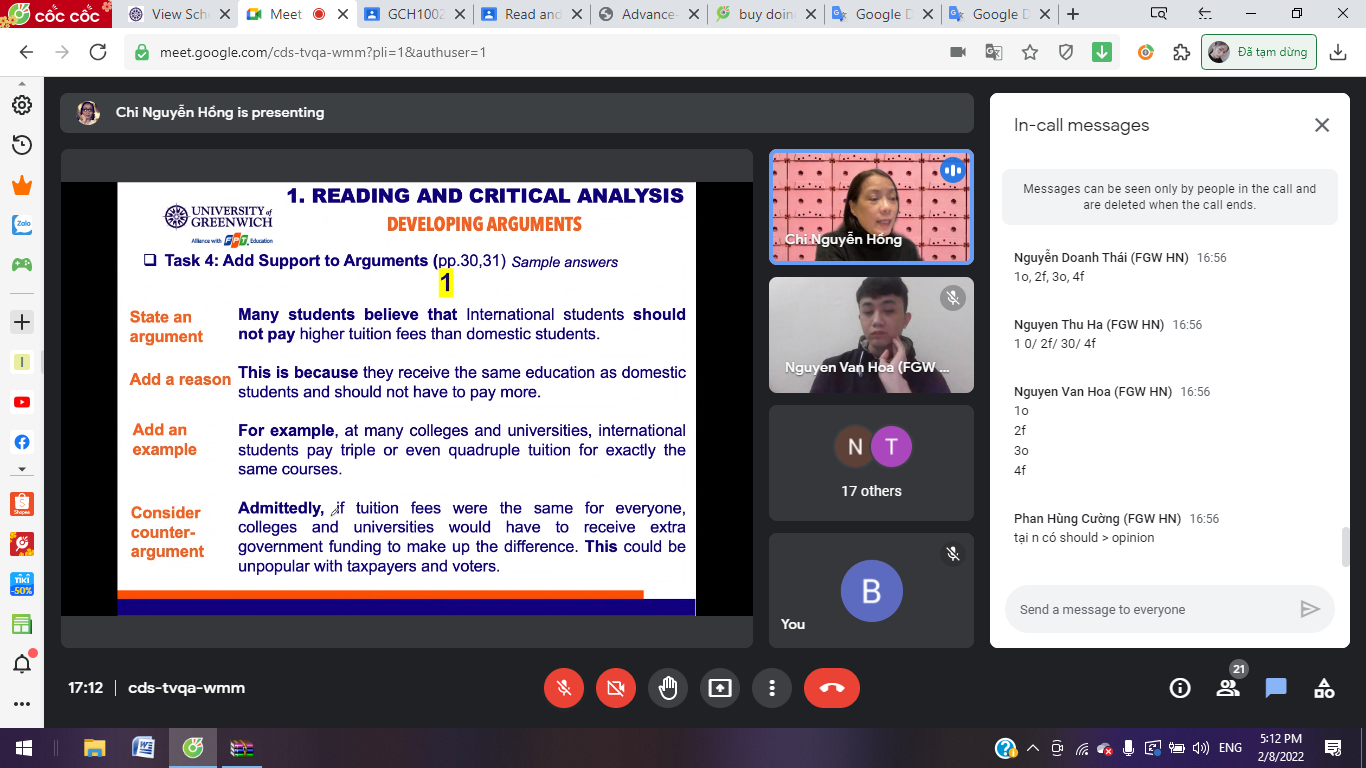 cốc cốc
View Sch
Meet
GCH1002
Read and
Advance-
buy doin
Google D
Google D
meet.google.com/cds-tvqa-wmm?pli=1&authuser=1
Đã tạm dừng
Chi Nguyễn Hồng is presenting
1. READING AND CRITICAL ANALYSIS
UNIVERSITY of
GREENWICH
Alliance with FPT Education
DEVELOPING ARGUMENTS
Task 4: Add Support to Arguments (pp.30,31) Sample answers
1
State an
argument
Many students believe that International students should
not pay higher tuition fees than domestic students.
Add a reason
This is because they receive the same education as domestic
students and should not have to pay more.
Add an
example
For example, at many colleges and universities, international
students pay triple or even quadruple tuition for exactly the
same courses.
Consider
counter-
argument
Admittedly, if tuition fees were the same for everyone,
colleges and universities would have to receive extra
government funding to make up the difference. This could be
unpopular with taxpayers and voters.
Chi Nguyễn Hồng
Nguyen Van Hoa (FGW ...
N T
17 others
B
You
In-call messages
Messages can be seen only by people in the call and
are deleted when the call ends.
Nguyễn Doanh Thái (FGW HN) 16:56
1o, 2f, 3o, 4f
Nguyen Thu Ha (FGW HN) 16:56
1 0/ 2f/ 30/ 4f
Nguyen Van Hoa (FGW HN) 16:56
1o
2f
3o
4f
Phan Hùng Cường (FGW HN) 16:56
tại n có should > opinion
Send a message to everyone
Zalo
Shopee
TIKI
-50%
17:12 | cds-tvqa-wmm
21
ENG
5:12 PM
2/8/2022